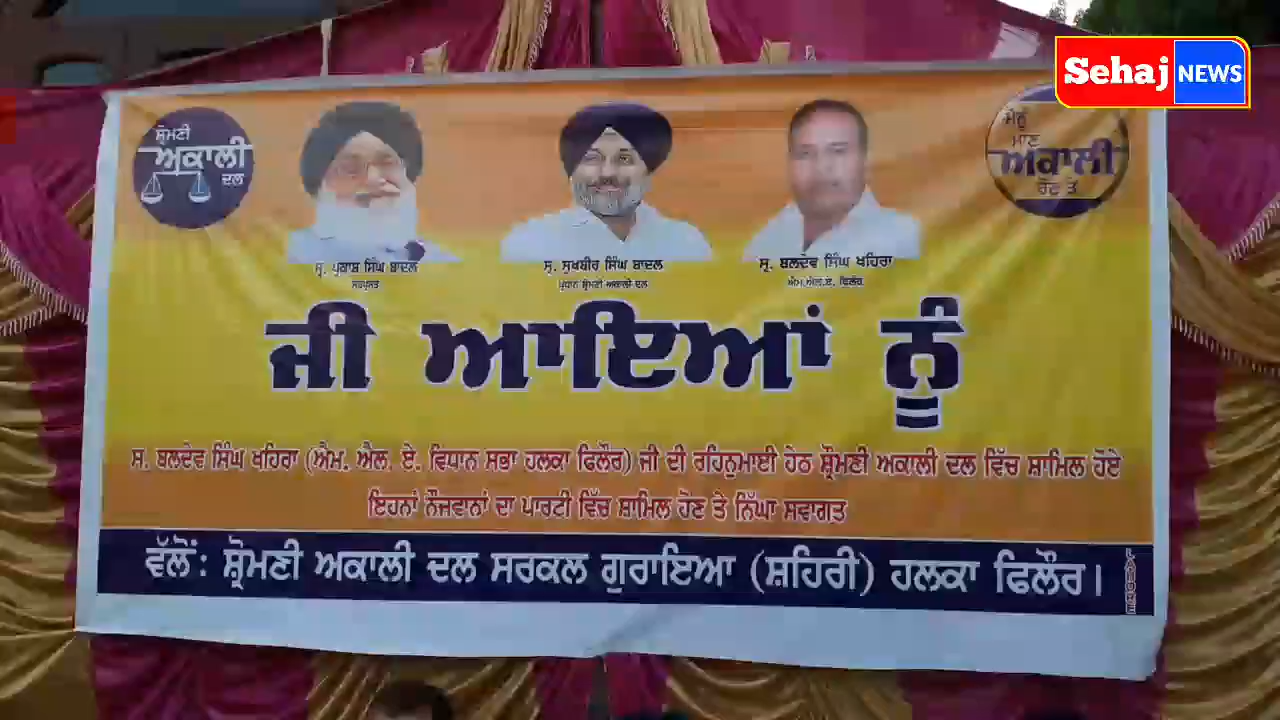 Sehaj NEWS
ਸ਼੍ਰੋਮਣੀ
ਅਕਾਲੀ
ਦਲ
ਮੈਨੂੰ
ਮਾਣ
ਅਕਾਲੀ
ਹੋਣ ਤੇ
ਸ੍ਰ. ਪ੍ਰਕਾਸ਼ ਸਿੰਘ ਬਾਦਲ
ਸਰਪ੍ਰਸਤ
ਸ੍ਰ. ਸੁਖਬੀਰ ਸਿੰਘ ਬਾਦਲ
ਪ੍ਰਧਾਨ ਸ਼੍ਰੋਮਣੀ ਅਕਾਲੀ ਦਲ
ਸ੍ਰ. ਬਲਦੇਵ ਸਿੰਘ ਖਹਿਰਾ
ਐਮ.ਐਲ.ਏ. ਫਿਲੌਰ
ਜੀ ਆਇਆਂ ਨੂੰ
ਸ. ਬਲਦੇਵ ਸਿੰਘ ਖਹਿਰਾ (ਐਮ. ਐਲ. ਏ. ਵਿਧਾਨ ਸਭਾ ਹਲਕਾ ਫਿਲੌਰ) ਜੀ ਦੀ ਰਹਿਨੁਮਾਈ ਹੇਠ ਸ਼੍ਰੌਮਣੀ ਅਕਾਲੀ ਦਲ ਵਿੱਚ ਸ਼ਾਮਿਲ ਹੋਏ
ਇਹਨਾਂ ਨੌਜਵਾਨਾਂ ਦਾ ਪਾਰਟੀ ਵਿੱਚ ਸ਼ਾਮਿਲ ਹੋਣ ਤੇ ਨਿੱਘਾ ਸਵਾਗਤ
ਵੱਲੋਂ: ਸ਼੍ਰੋਮਣੀ ਅਕਾਲੀ ਦਲ ਸਰਕਲ ਗੁਰਾਇਆ (ਸ਼ਹਿਰੀ) ਹਲਕਾ ਫਿਲੌਰ।